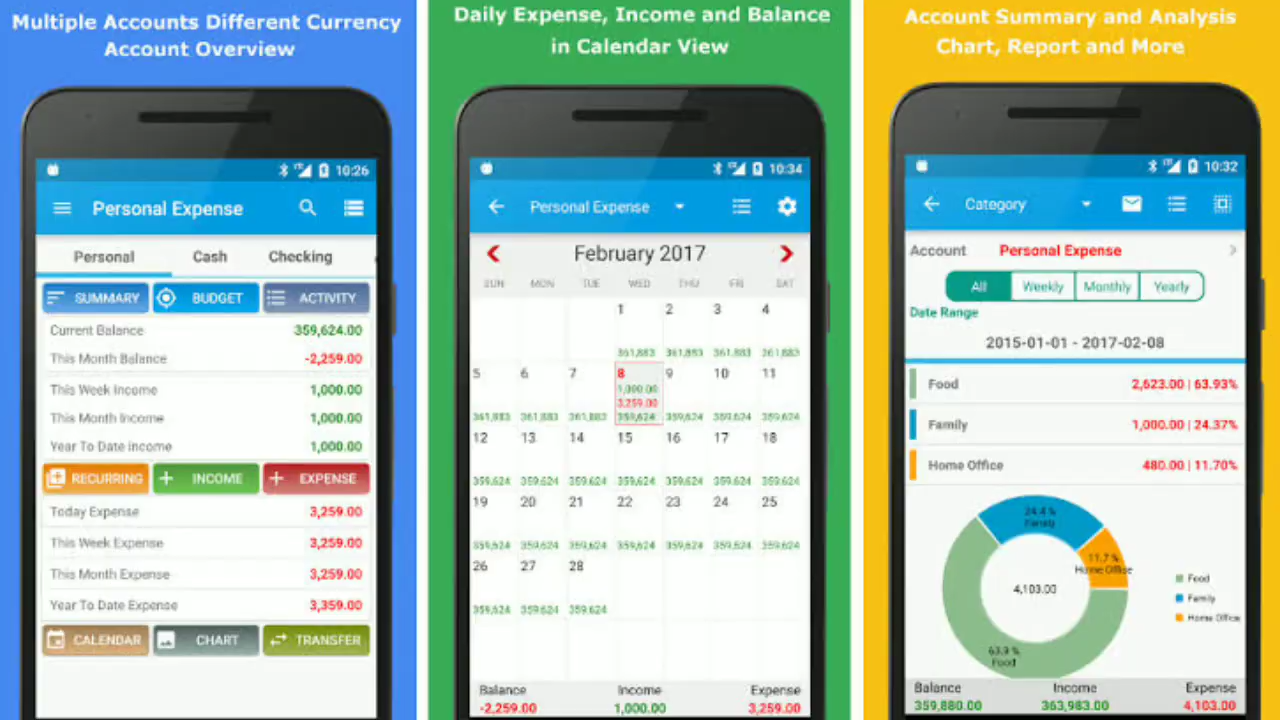 Multiple Accounts Different Currency
Account Overview
10:26
Personal Expense
Personal
Cash
Checking
SUMMARY
BUDGET
ACTIVITY
Current Balance 359,624.00
This Month Balance -2,259.00
This Week Income 1,000.00
This Month Income 1,000.00
Year To Date Income 1,000.00
RECURRING
INCOME
EXPENSE
Today Expense 3,259.00
This Week Expense 3,259.00
This Month Expense 3,259.00
Year To Date Expense 3,359.00
CALENDAR
CHART
TRANSFER
Daily Expense, Income and Balance
in Calendar View
10:34
Personal Expense
February 2017
SUN MON TUE WED THU FRI SAT
1 2 3 4
361,883 361,883 361,883 361,883
5 6 7 8 9 10 11
1,000.00
3,259.00
361,883 361,883 361,883 359,624 359,624 359,624 359,624
12 13 14 15 16 17 18
359,624 359,624 359,624 359,624 359,624 359,624 359,624
19 20 21 22 23 24 25
359,624 359,624 359,624 359,624 359,624 359,624 359,624
26 27 28
359,624 359,624 359,624
Balance Income Expense
-2,259.00 1,000.00 3,259.00
Account Summary and Analysis
Chart, Report and More
10:32
Category
Account Personal Expense
All Weekly Monthly Yearly
Date Range
2015-01-01 - 2017-02-08
Food 2,623.00 | 63.93%
Family 1,000.00 | 24.37%
Home Office 480.00 | 11.70%
24.4 %
Family
11.7 %
Home Office
4,103.00
63.9 %
Food
Food
Family
Home Office
Balance Income Expense
359,880.00 363,983.00 4,103.00